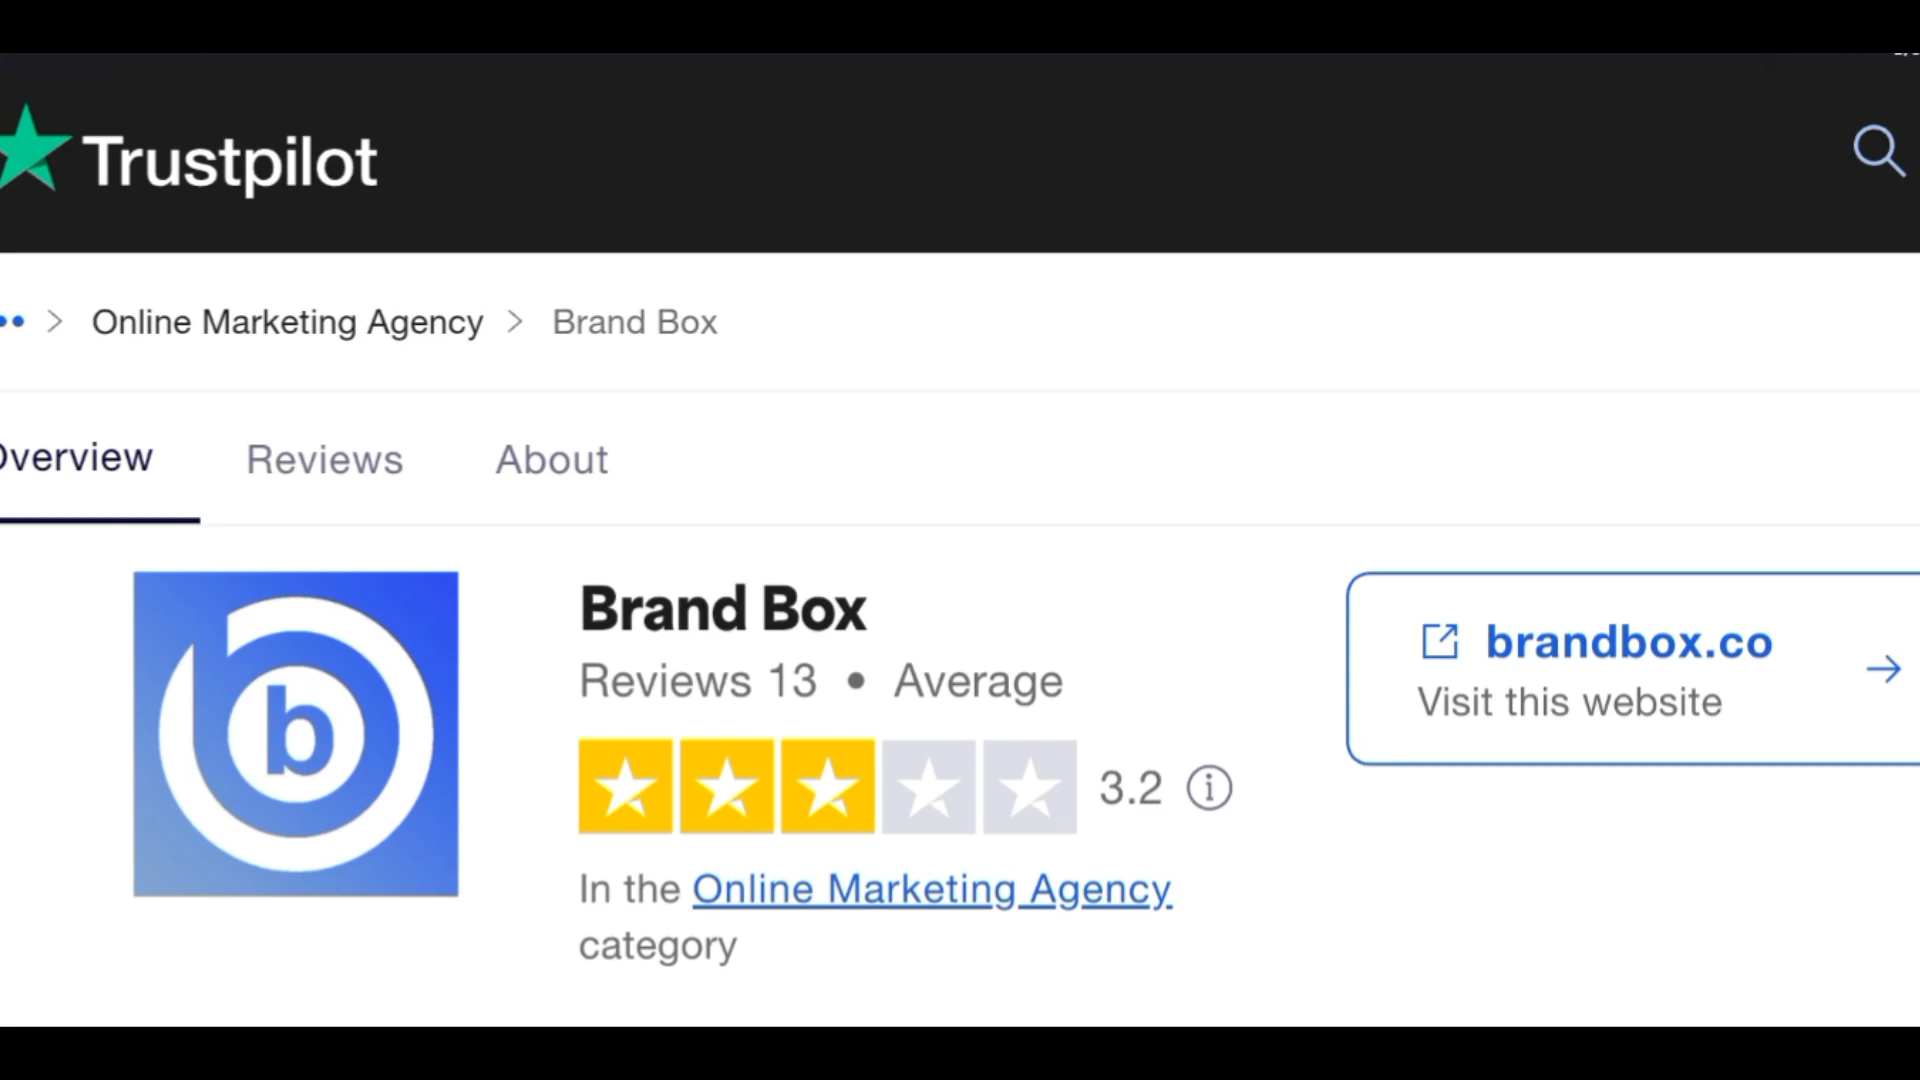 Trustpilot
Online Marketing Agency > Brand Box
Overview Reviews About
b
Brand Box
Reviews 13 • Average
3.2
In the Online Marketing Agency
category
brandbox.co
Visit this website